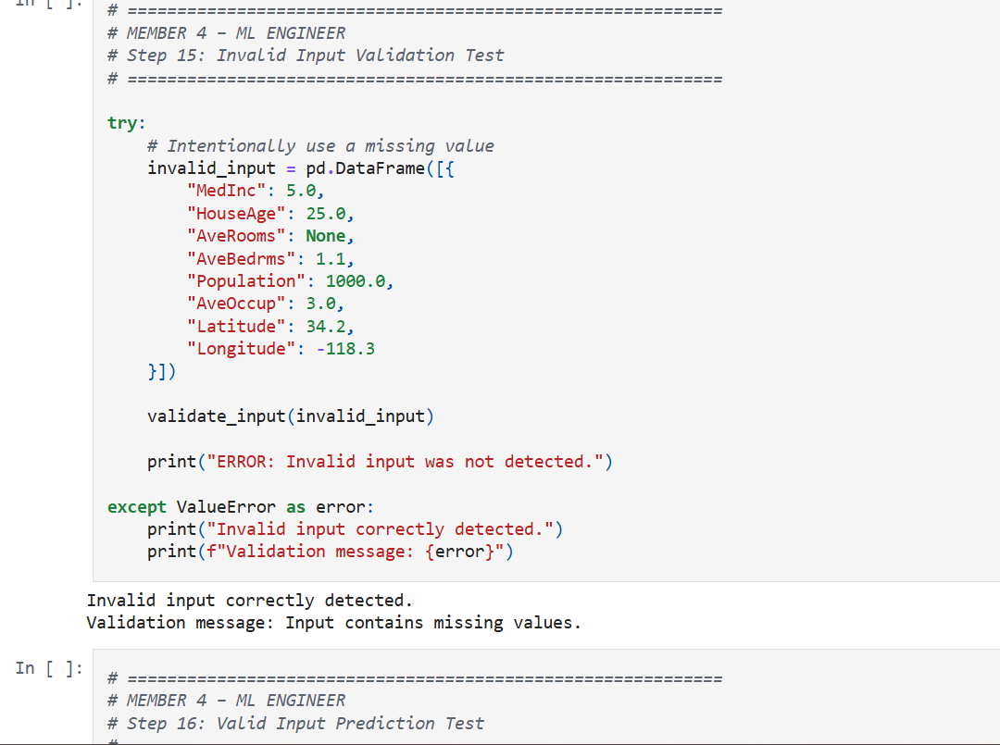 In [ ]:
# ============================================================
# MEMBER 4 – ML ENGINEER
# Step 15: Invalid Input Validation Test
# ============================================================
try:
    # Intentionally use a missing value
    invalid_input = pd.DataFrame([{
        "MedInc": 5.0,
        "HouseAge": 25.0,
        "AveRooms": None,
        "AveBedrms": 1.1,
        "Population": 1000.0,
        "AveOccup": 3.0,
        "Latitude": 34.2,
        "Longitude": -118.3
    }])
    validate_input(invalid_input)
    print("ERROR: Invalid input was not detected.")
except ValueError as error:
    print("Invalid input correctly detected.")
    print(f"Validation message: {error}")
Invalid input correctly detected.
Validation message: Input contains missing values.
In [ ]:
# ============================================================
# MEMBER 4 – ML ENGINEER
# Step 16: Valid Input Prediction Test